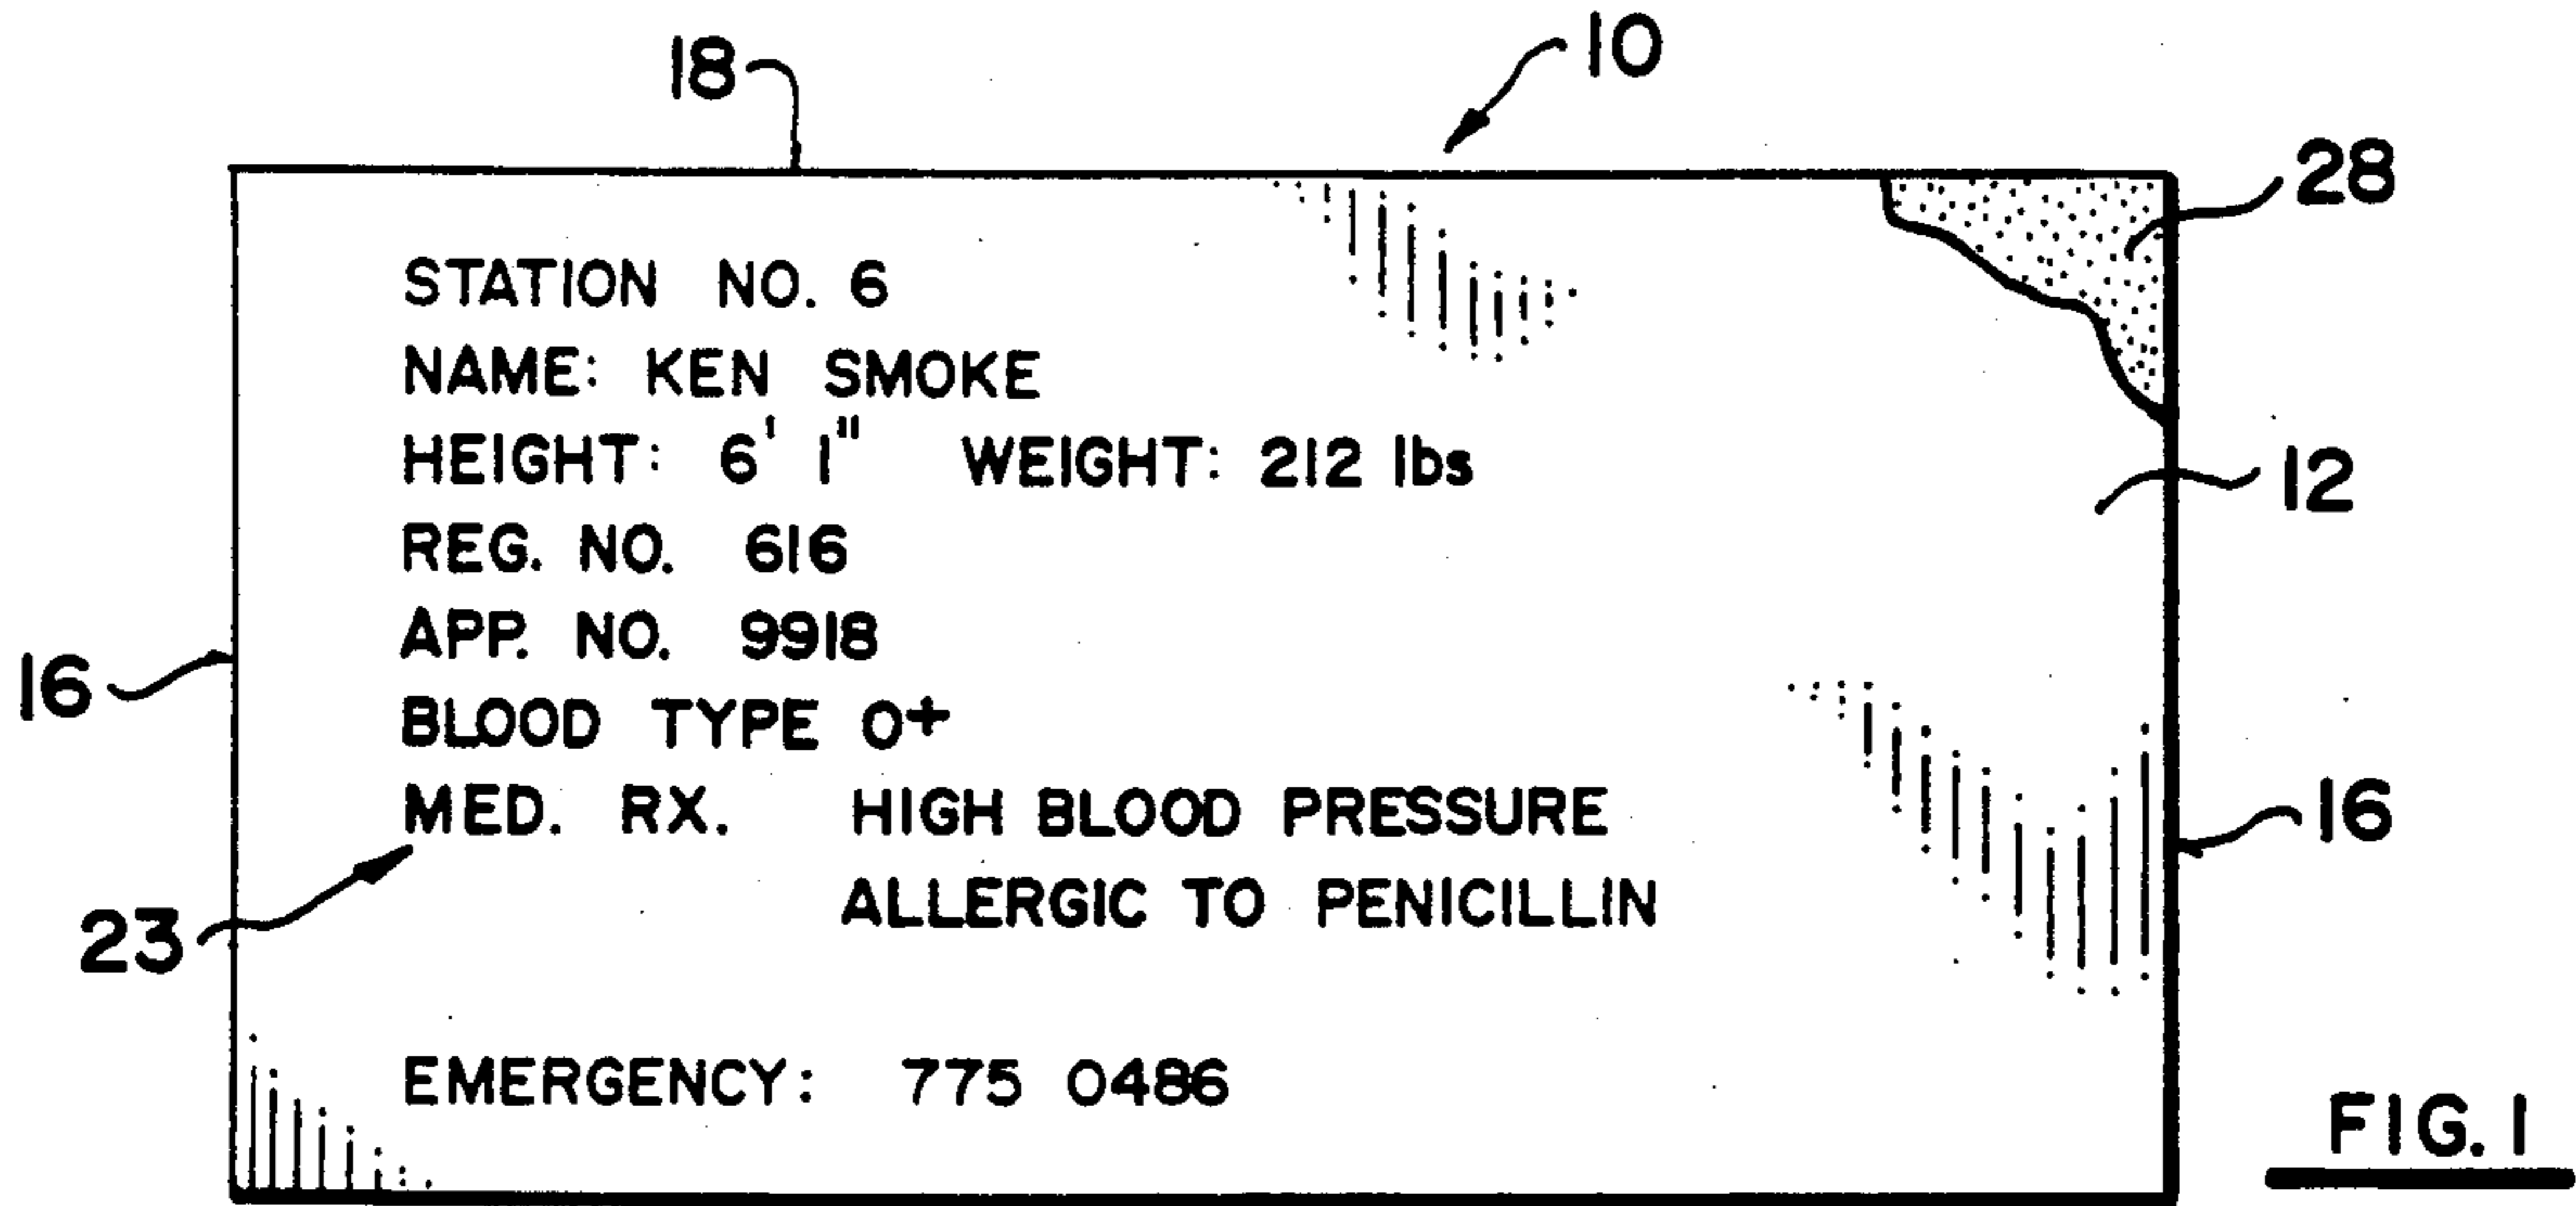 18
10
28
STATION NO. 6
NAME: KEN SMOKE
HEIGHT: 6' 1" WEIGHT: 212 lbs
12
REG. NO. 616
APP. NO. 9918
16
BLOOD TYPE O+
MED. RX. HIGH BLOOD PRESSURE
16
ALLERGIC TO PENICILLIN
23
EMERGENCY: 775 0486
FIG. 1